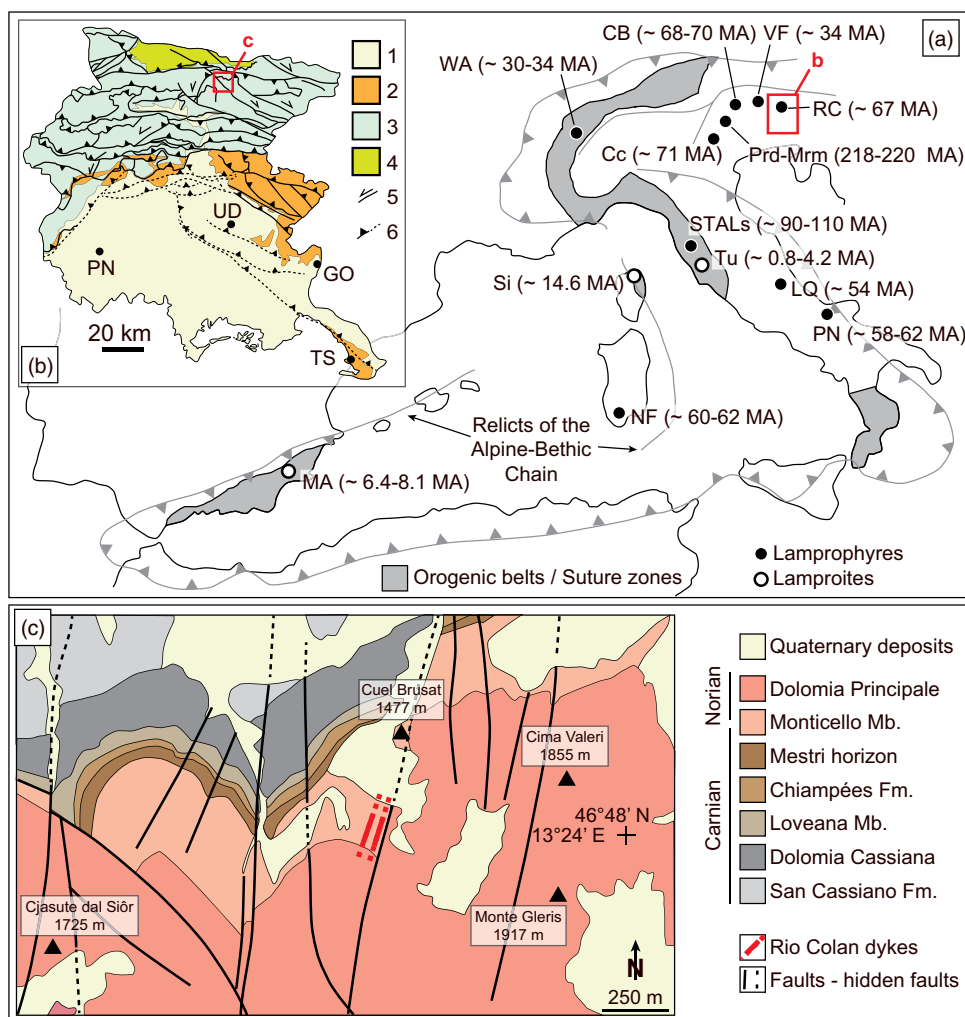 (a)
CB (~ 68-70 MA)
VF (~ 34 MA)
WA (~ 30-34 MA)
b
RC (~ 67 MA)
Cc (~ 71 MA)
Prd-Mrm (218-220 MA)
STALs (~ 90-110 MA)
Tu (~ 0.8-4.2 MA)
Si (~ 14.6 MA)
LQ (~ 54 MA)
PN (~ 58-62 MA)
NF (~ 60-62 MA)
Relicts of the
Alpine-Bethic
Chain
MA (~ 6.4-8.1 MA)
Orogenic belts / Suture zones
Lamprophyres
Lamproites
c
1
2
3
4
5
6
UD
PN
GO
20 km
TS
(b)
(c)
Cuel Brusat
1477 m
Cima Valeri
1855 m
46°48' N
13°24' E
Cjasute dal Siôr
1725 m
Monte Gleris
1917 m
N
250 m
Quaternary deposits
Norian
Dolomia Principale
Monticello Mb.
Carnian
Mestri horizon
Chiampées Fm.
Loveana Mb.
Dolomia Cassiana
San Cassiano Fm.
Rio Colan dykes
Faults - hidden faults